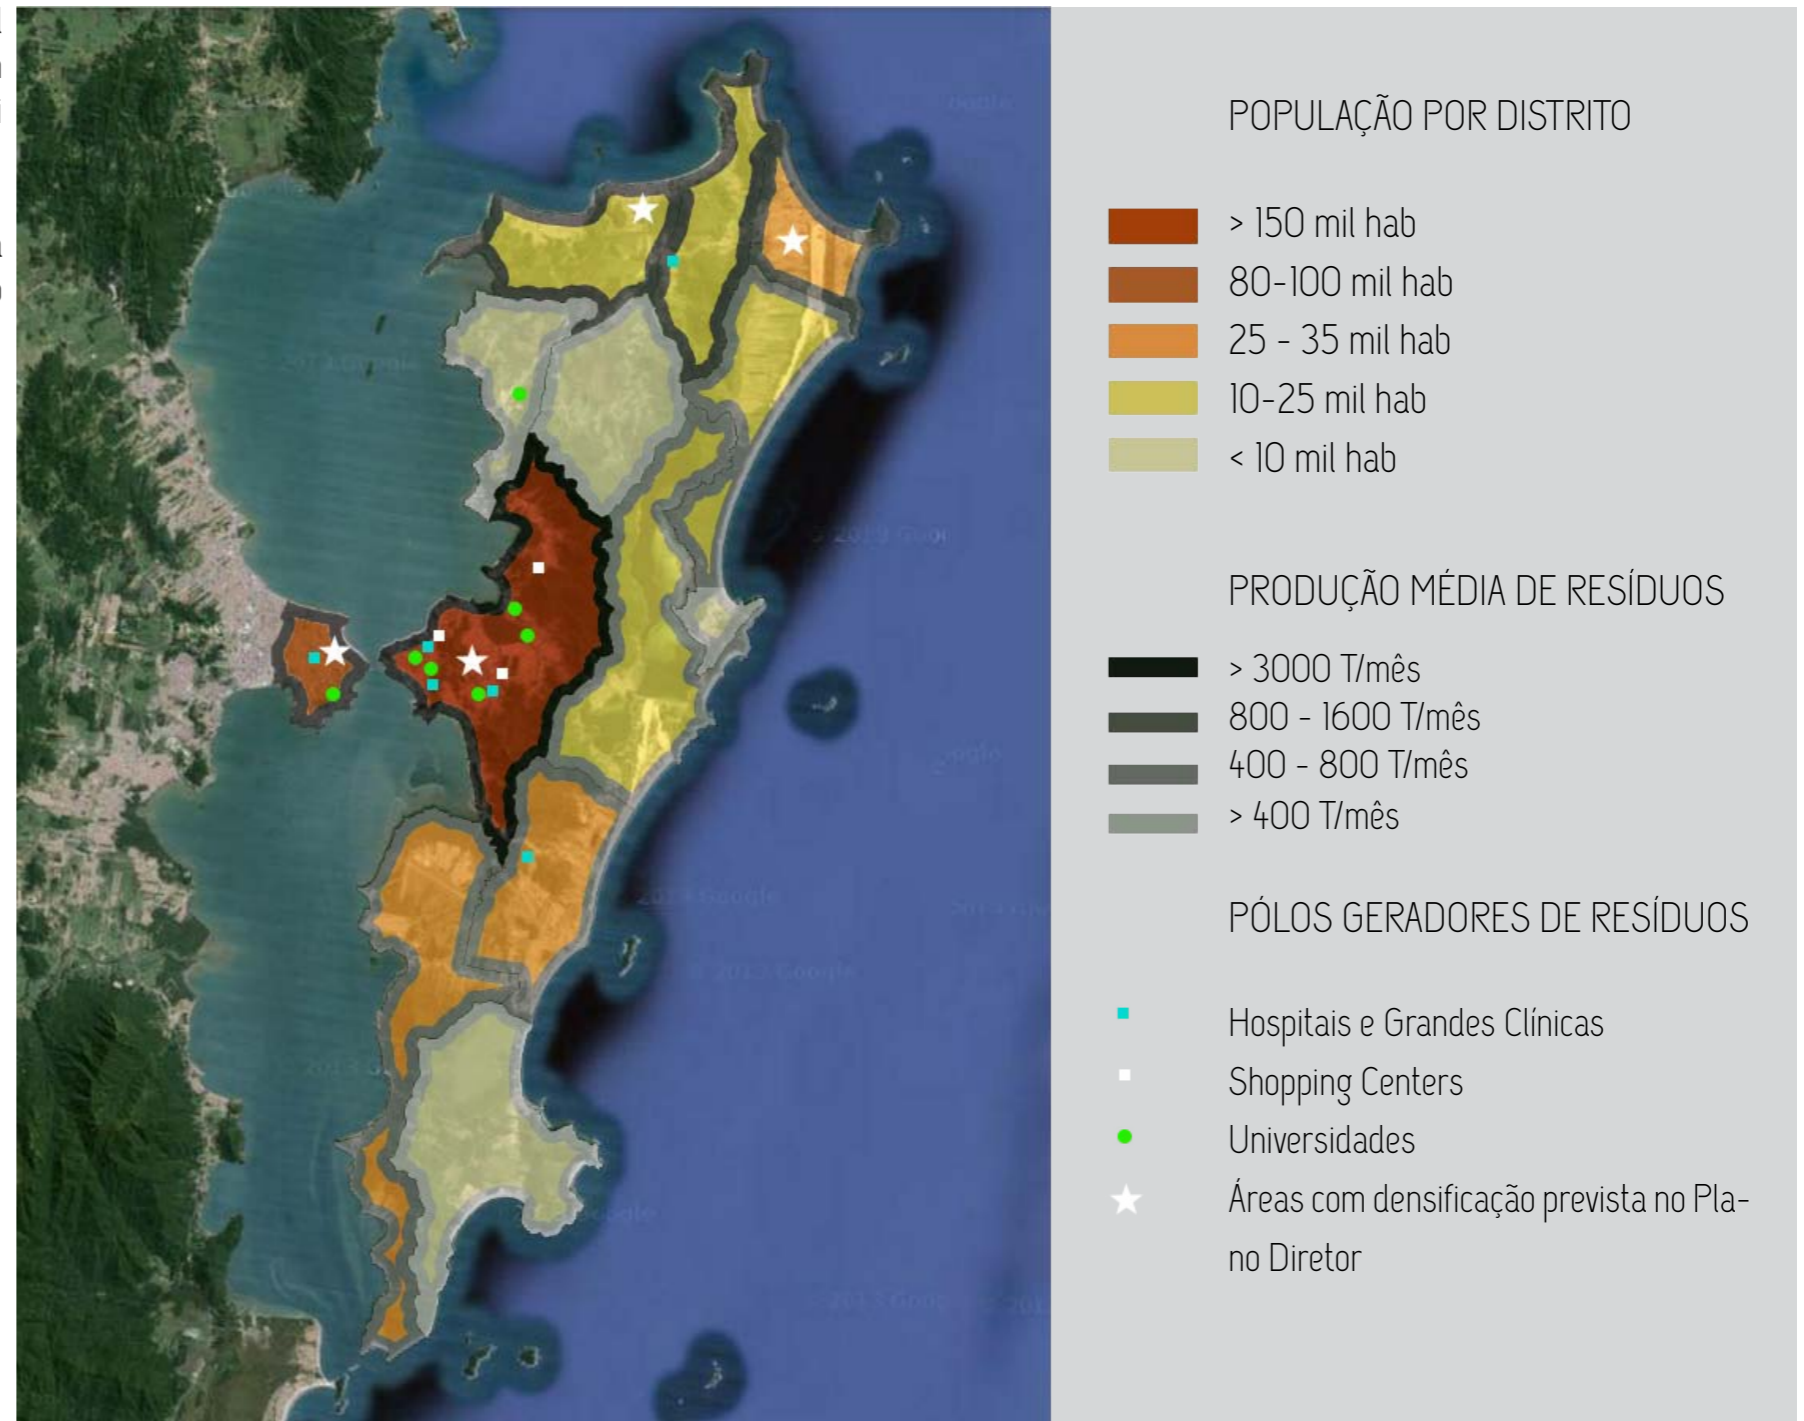 POPULAÇÃO POR DISTRITO
> 150 mil hab
80-100 mil hab
25 - 35 mil hab
10-25 mil hab
< 10 mil hab
PRODUÇÃO MÉDIA DE RESÍDUOS
> 3000 T/mês
800 - 1600 T/mês
400 - 800 T/mês
> 400 T/mês
PÓLOS GERADORES DE RESÍDUOS
Hospitais e Grandes Clínicas
Shopping Centers
Universidades
Áreas com densificação prevista no Pla-
no Diretor